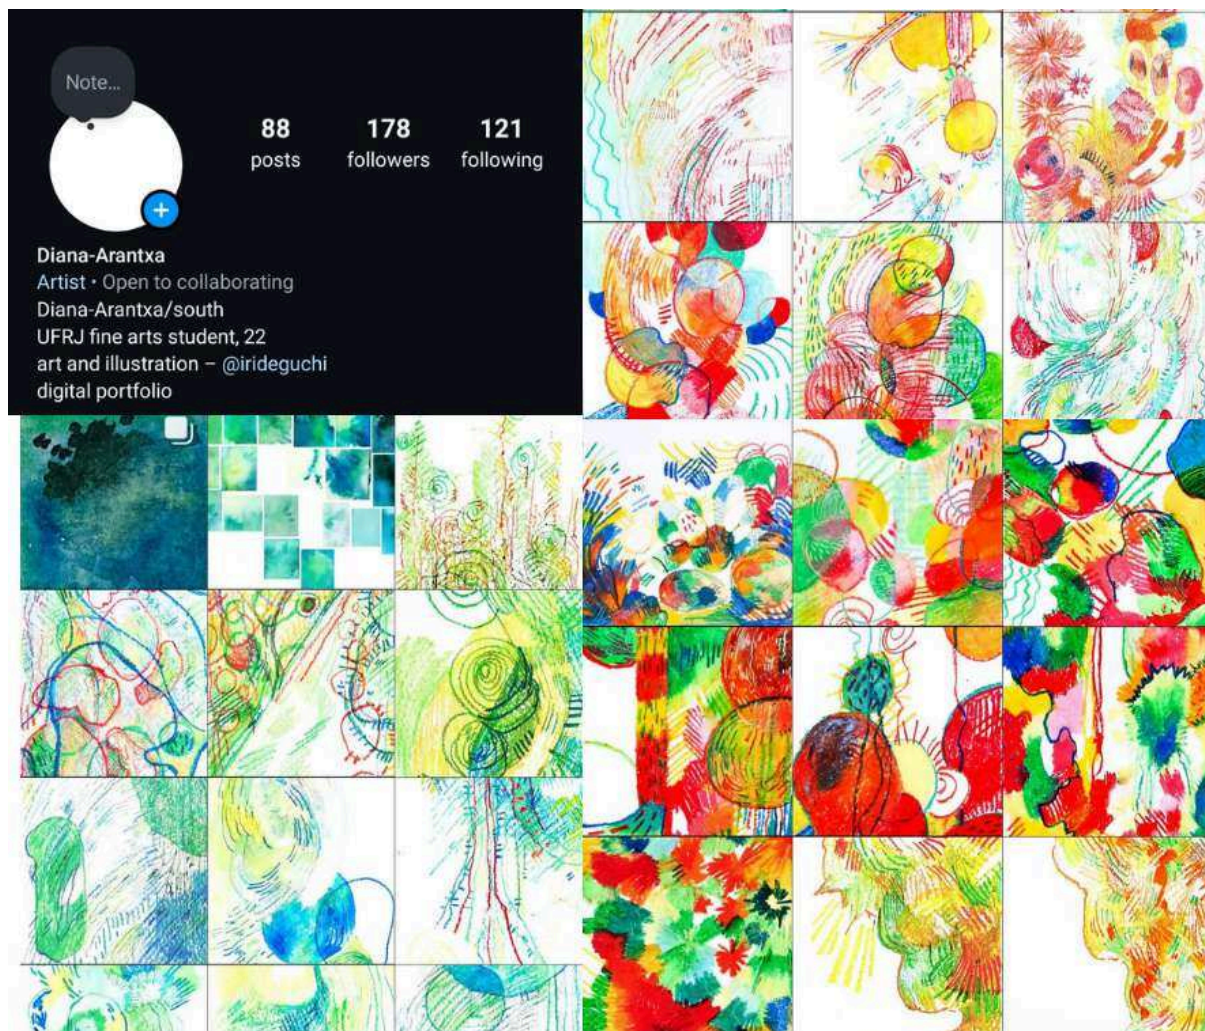 Note...
88
178
121
posts
followers
following
Diana-Arantxa
Artist • Open to collaborating
Diana-Arantxa/south
UFRJ fine arts student, 22
art and illustration – @irideguchi
digital portfolio